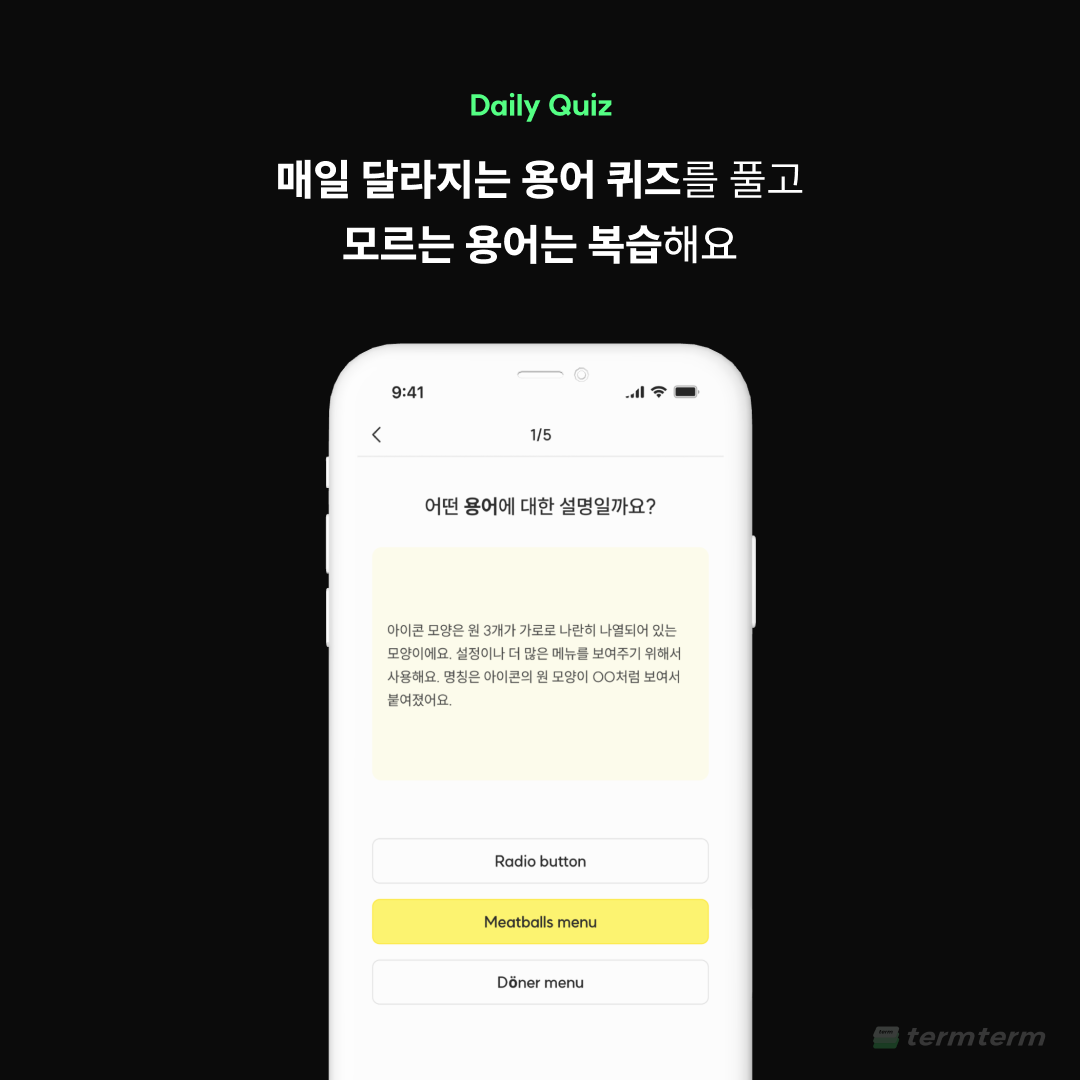 Daily Quiz
매일 달라지는 용어 퀴즈를 풀고
모르는 용어는 복습해요
9:41
1/5
어떤 용어에 대한 설명일까요?
아이콘 모양은 원 3개가 가로로 나란히 나열되어 있는
모양이에요. 설정이나 더 많은 메뉴를 보여주기 위해서
사용해요. 명칭은 아이콘의 원 모양이 OO처럼 보여서
붙여졌어요.
Radio button
Meatballs menu
Döner menu
termterm